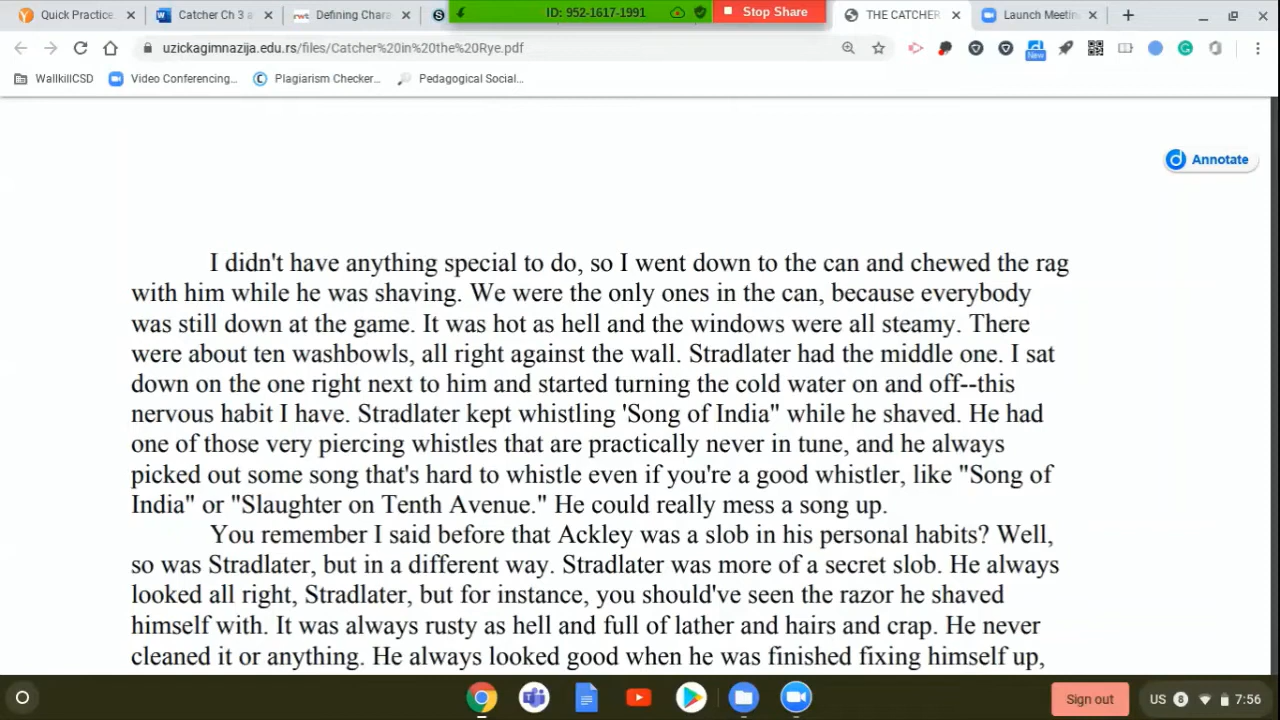 Quick Practice
Catcher Ch 3 a
Defining Chara
ID: 952-1617-1991
Stop Share
THE CATCHER
Launch Meetin
uzickagimnazija.edu.rs/files/Catcher%20in%20the%20Rye.pdf
New
WallkillCSD
Video Conferencing...
Plagiarism Checker...
Pedagogical Social...
Annotate
I didn't have anything special to do, so I went down to the can and chewed the rag
with him while he was shaving. We were the only ones in the can, because everybody
was still down at the game. It was hot as hell and the windows were all steamy. There
were about ten washbowls, all right against the wall. Stradlater had the middle one. I sat
down on the one right next to him and started turning the cold water on and off--this
nervous habit I have. Stradlater kept whistling 'Song of India" while he shaved. He had
one of those very piercing whistles that are practically never in tune, and he always
picked out some song that's hard to whistle even if you're a good whistler, like "Song of
India" or "Slaughter on Tenth Avenue." He could really mess a song up.
You remember I said before that Ackley was a slob in his personal habits? Well,
so was Stradlater, but in a different way. Stradlater was more of a secret slob. He always
looked all right, Stradlater, but for instance, you should've seen the razor he shaved
himself with. It was always rusty as hell and full of lather and hairs and crap. He never
cleaned it or anything. He always looked good when he was finished fixing himself up,
Sign out
US
8
7:56